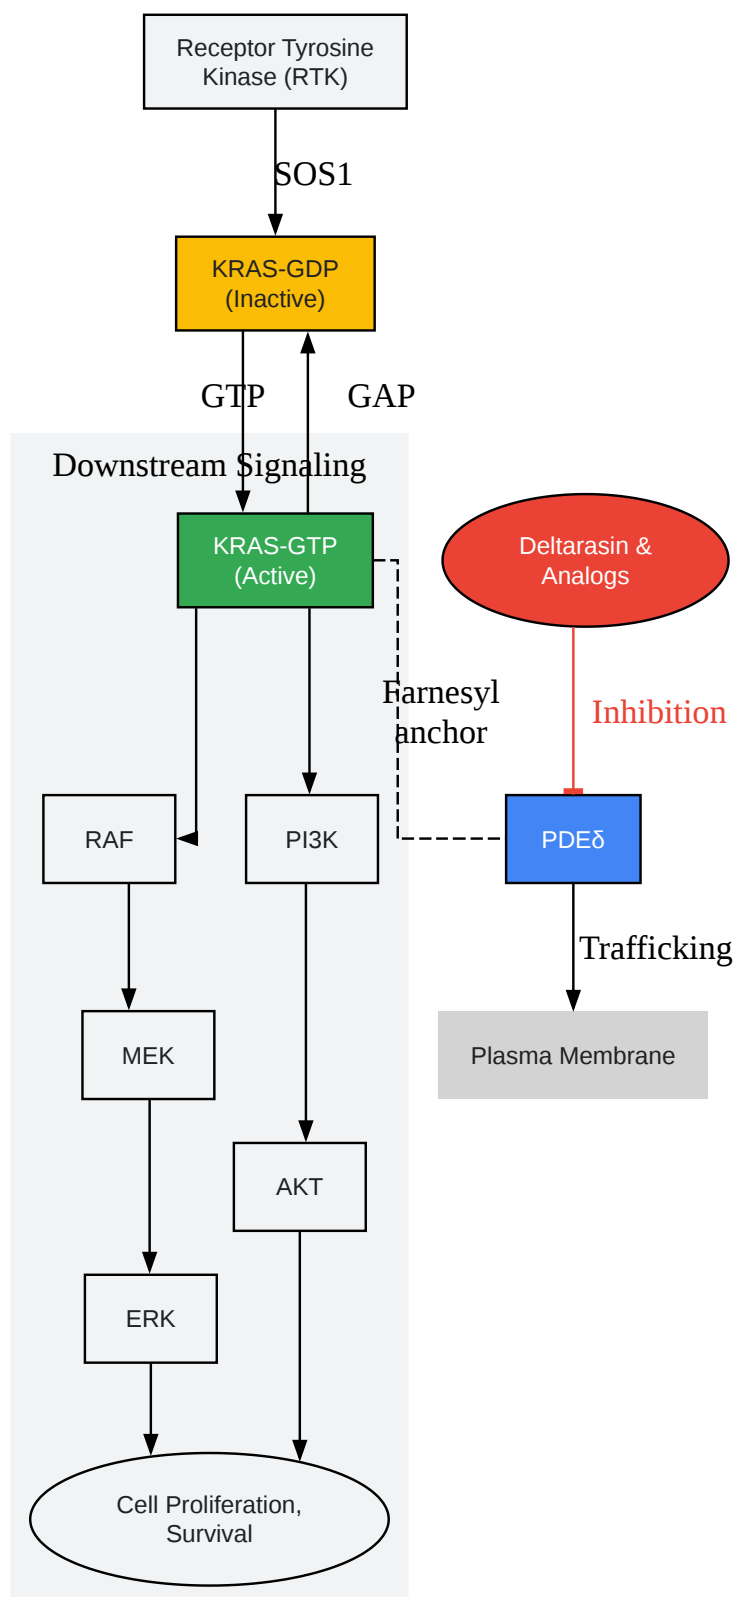 Receptor Tyrosine
Kinase (RTK)
SOS1
KRAS-GDP
(Inactive)
GTP
GAP
Downstream Signaling
KRAS-GTP
(Active)
Deltarasin &
Analogs
Farnesyl
anchor
Inhibition
RAF
PI3K
PDEδ
Trafficking
MEK
Plasma Membrane
AKT
ERK
Cell Proliferation,
Survival